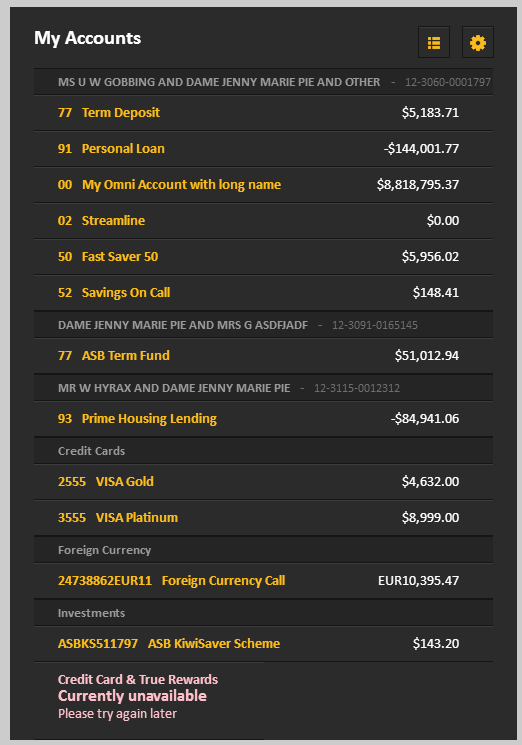 My Accounts
MS U W GOBBING AND DAME JENNY MARIE PIE AND OTHER - 12-3060-0001797
77 Term Deposit $5,183.71
91 Personal Loan -$144,001.77
00 My Omni Account with long name $8,818,795.37
02 Streamline $0.00
50 Fast Saver 50 $5,956.02
52 Savings On Call $148.41
DAME JENNY MARIE PIE AND MRS G ASDFJADF - 12-3091-0165145
77 ASB Term Fund $51,012.94
MR W HYRAX AND DAME JENNY MARIE PIE - 12-3115-0012312
93 Prime Housing Lending -$84,941.06
Credit Cards
2555 VISA Gold $4,632.00
3555 VISA Platinum $8,999.00
Foreign Currency
24738862EUR11 Foreign Currency Call EUR10,395.47
Investments
ASBKS511797 ASB KiwiSaver Scheme $143.20
Credit Card & True Rewards
Currently unavailable
Please try again later